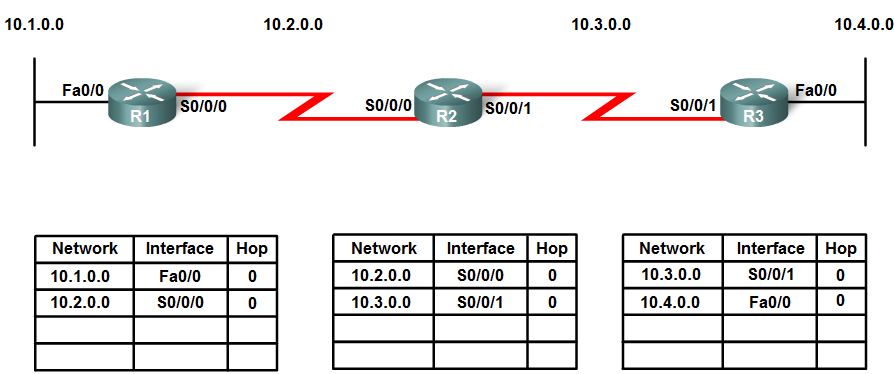 10.1.0.0 10.2.0.0 10.3.0.0 10.4.0.0
Fa0/0 S0/0/0 S0/0/0 S0/0/1 S0/0/1 Fa0/0
R1 R2 R3
Network Interface Hop
10.1.0.0 Fa0/0 0
10.2.0.0 S0/0/0 0
Network Interface Hop
10.2.0.0 S0/0/0 0
10.3.0.0 S0/0/1 0
Network Interface Hop
10.3.0.0 S0/0/1 0
10.4.0.0 Fa0/0 0